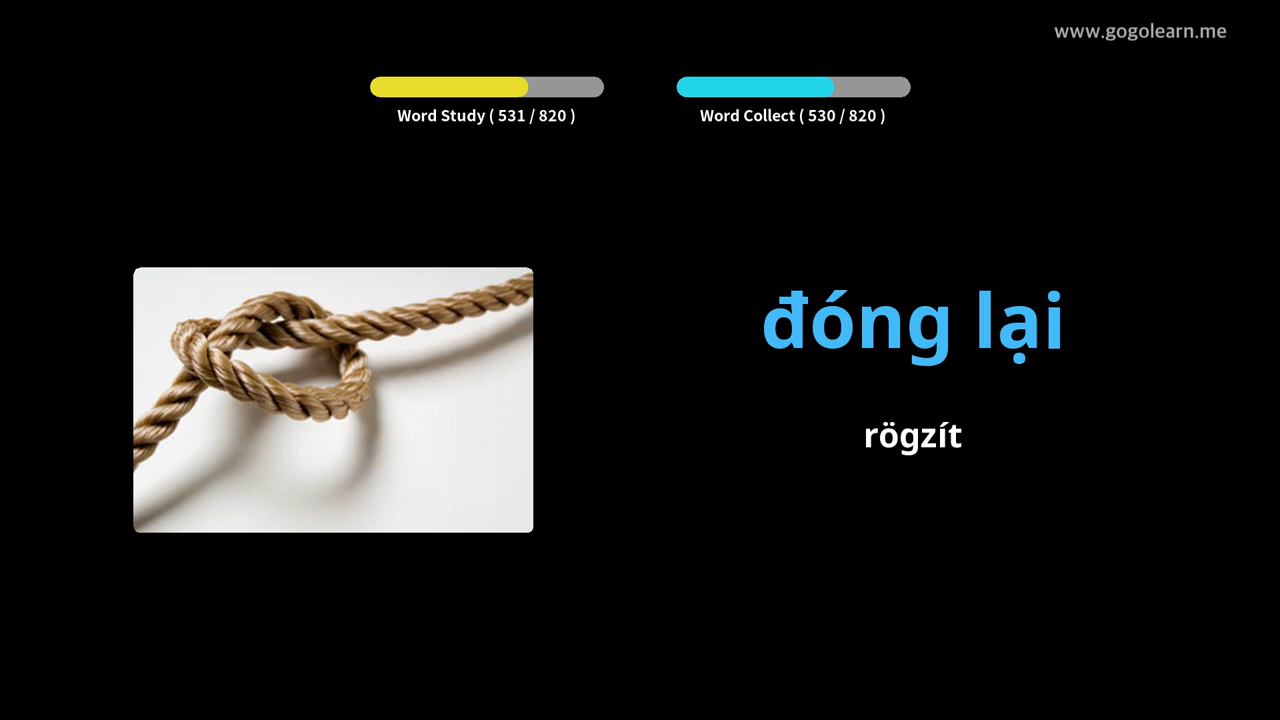 www.gogolearn.me
Word Study ( 531 / 820 )
Word Collect ( 530 / 820 )
đóng lại
rögzít